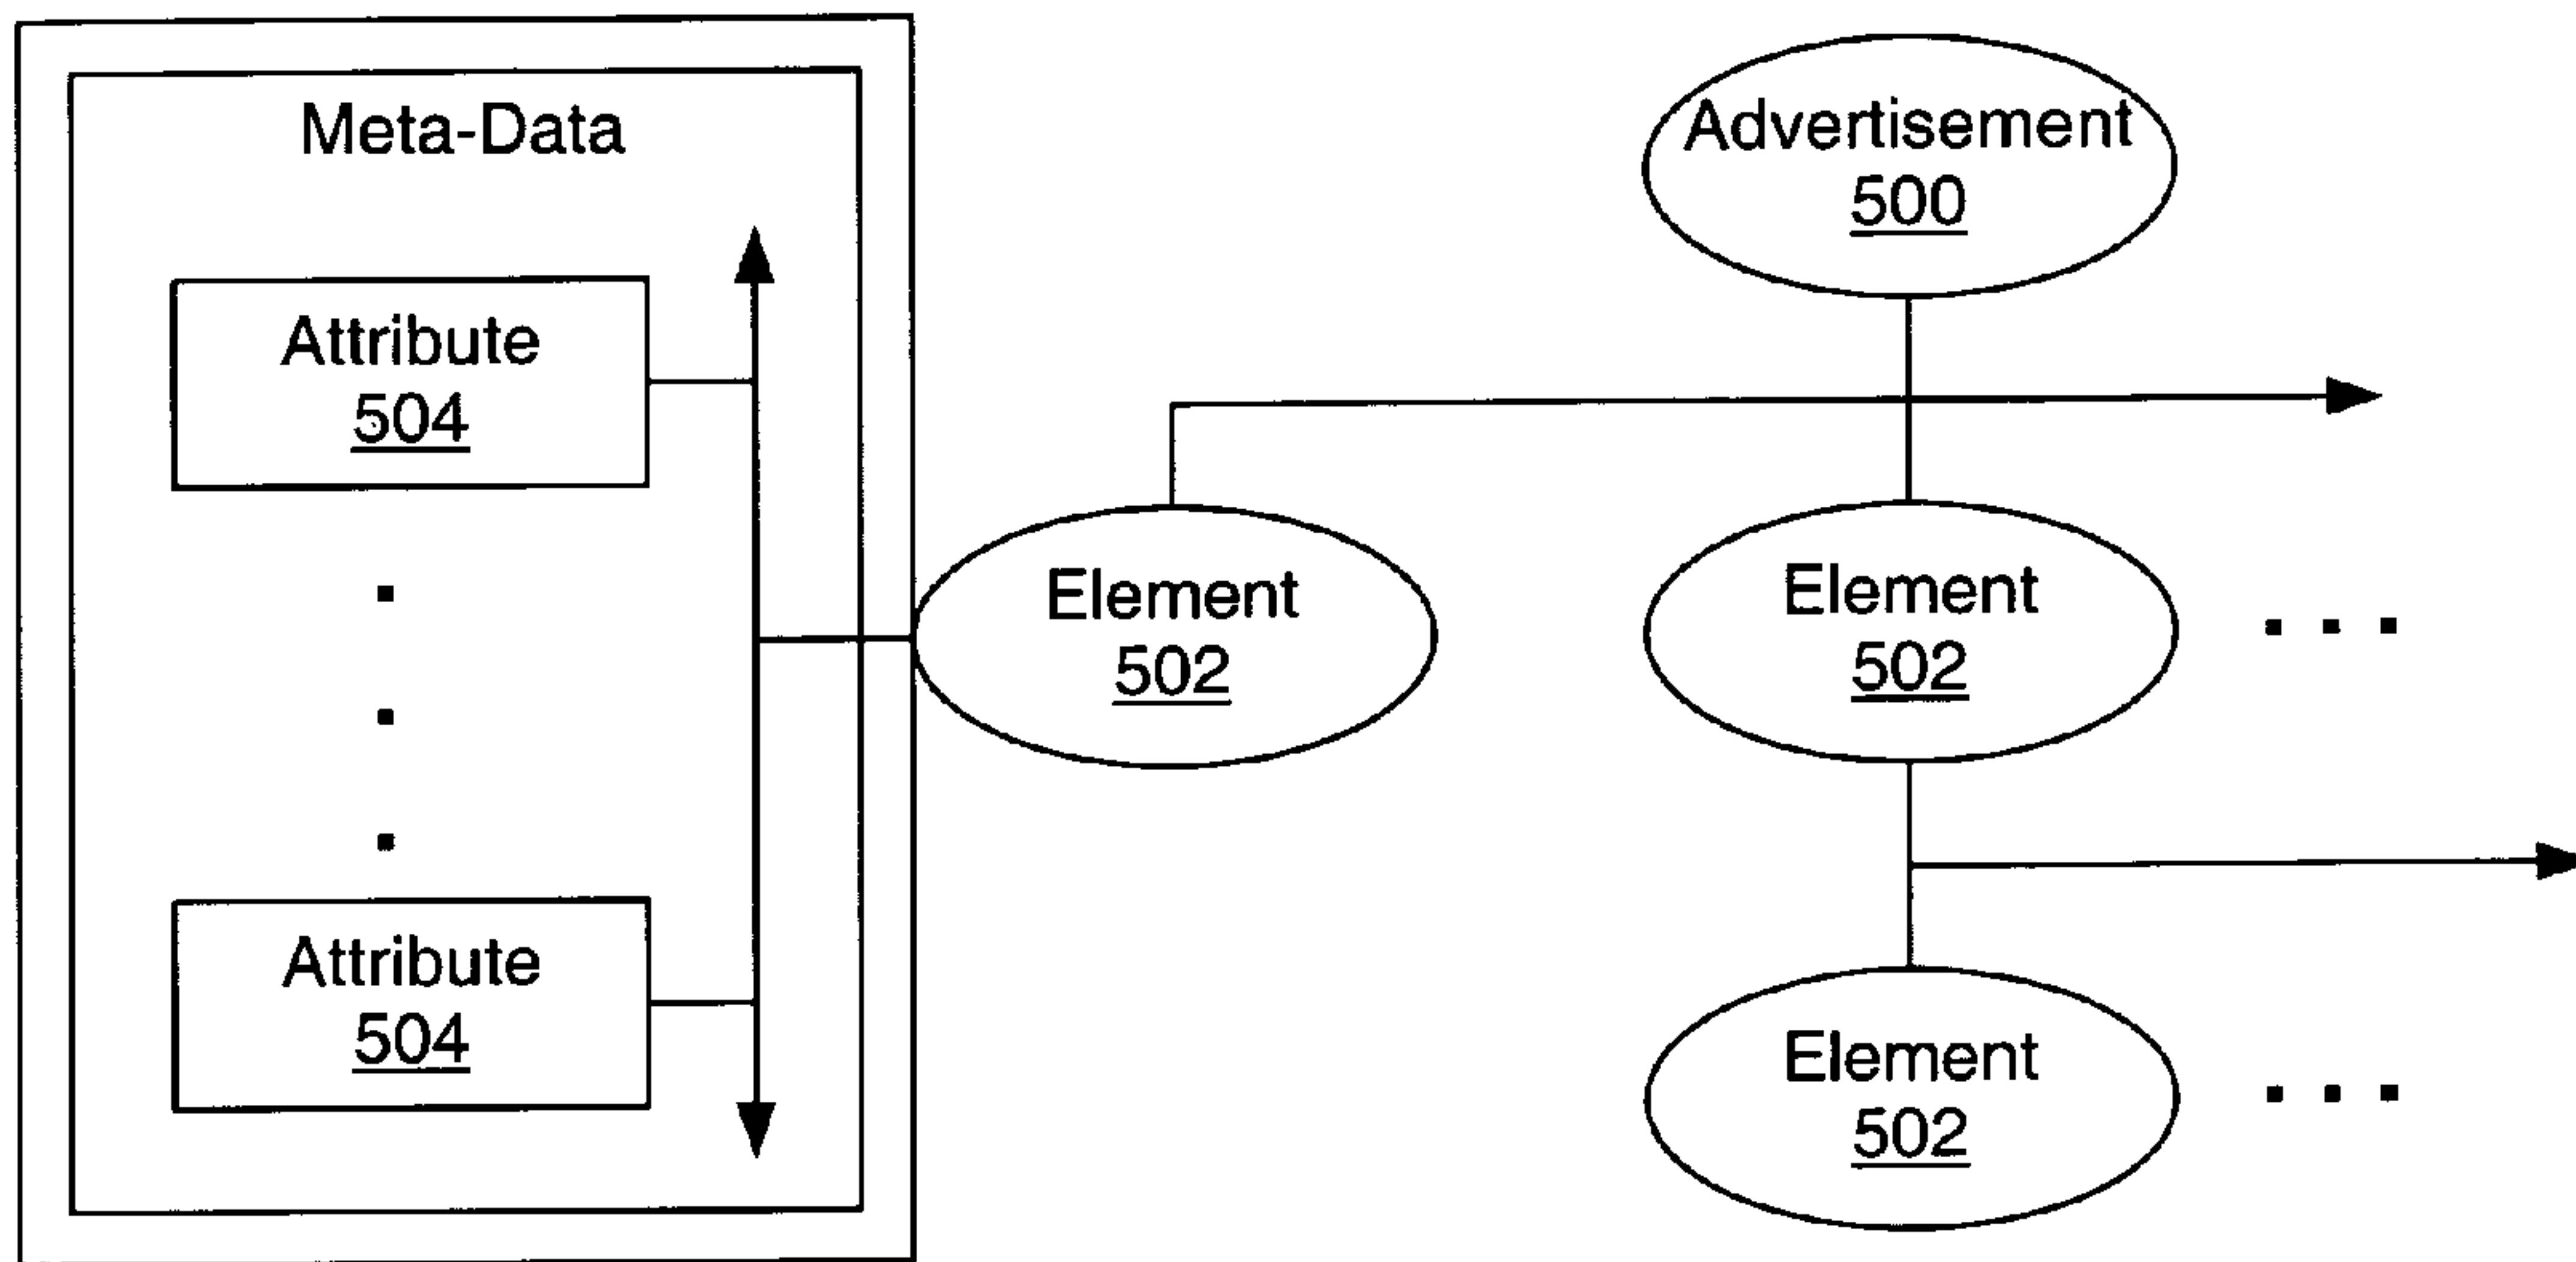 Meta-Data
Attribute
504
Attribute
504
Advertisement
500
Element
502
Element
502
Element
502